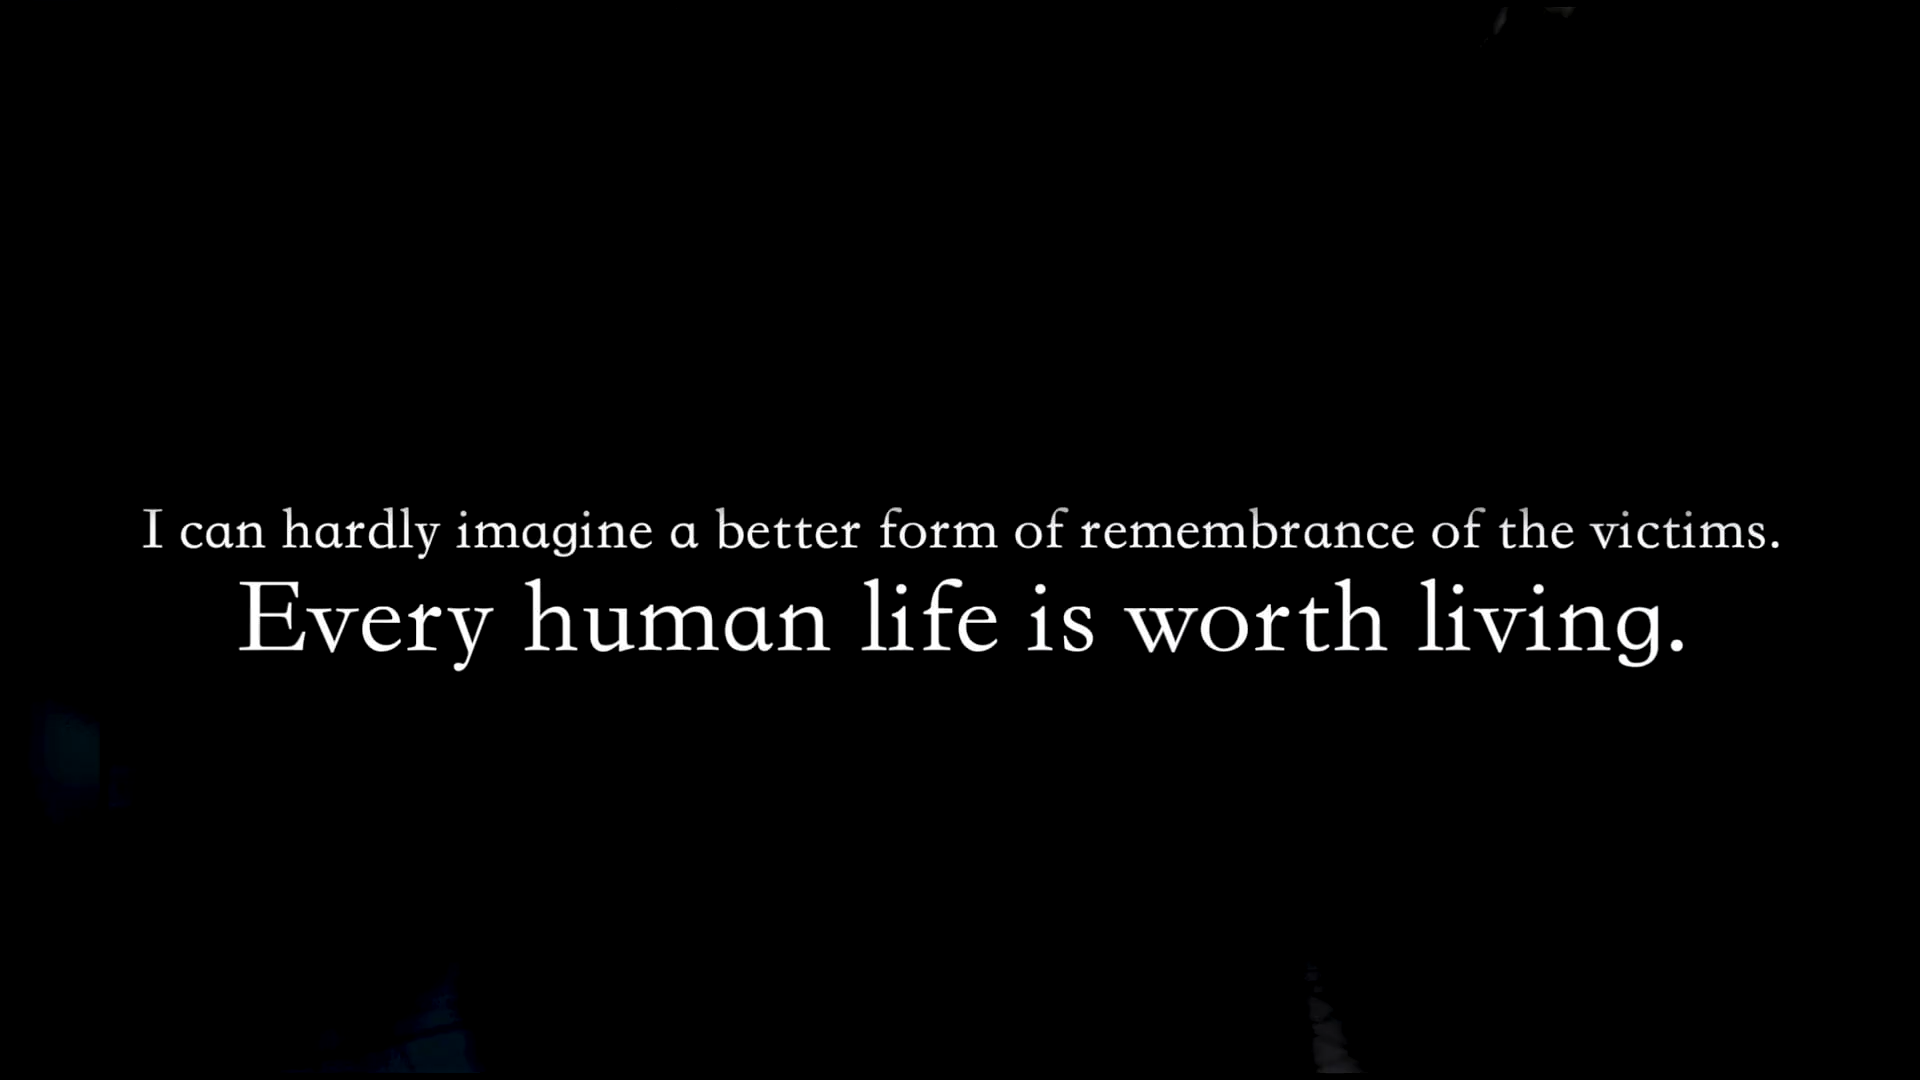 I can hardly imagine a better form of remembrance of the victims.
Every human life is worth living.